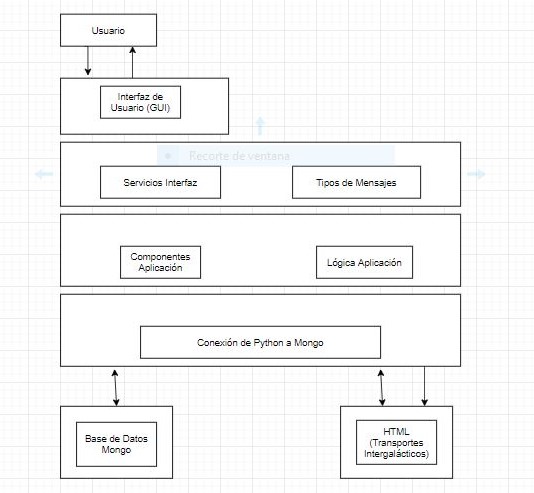 Usuario
Interfaz de
Usuario (GUI)
Recorte de ventana
Servicios Interfaz
Tipos de Mensajes
Componentes
Aplicación
Lógica Aplicación
Conexión de Python a Mongo
Base de Datos
Mongo
HTML
(Transportes
Intergalácticos)